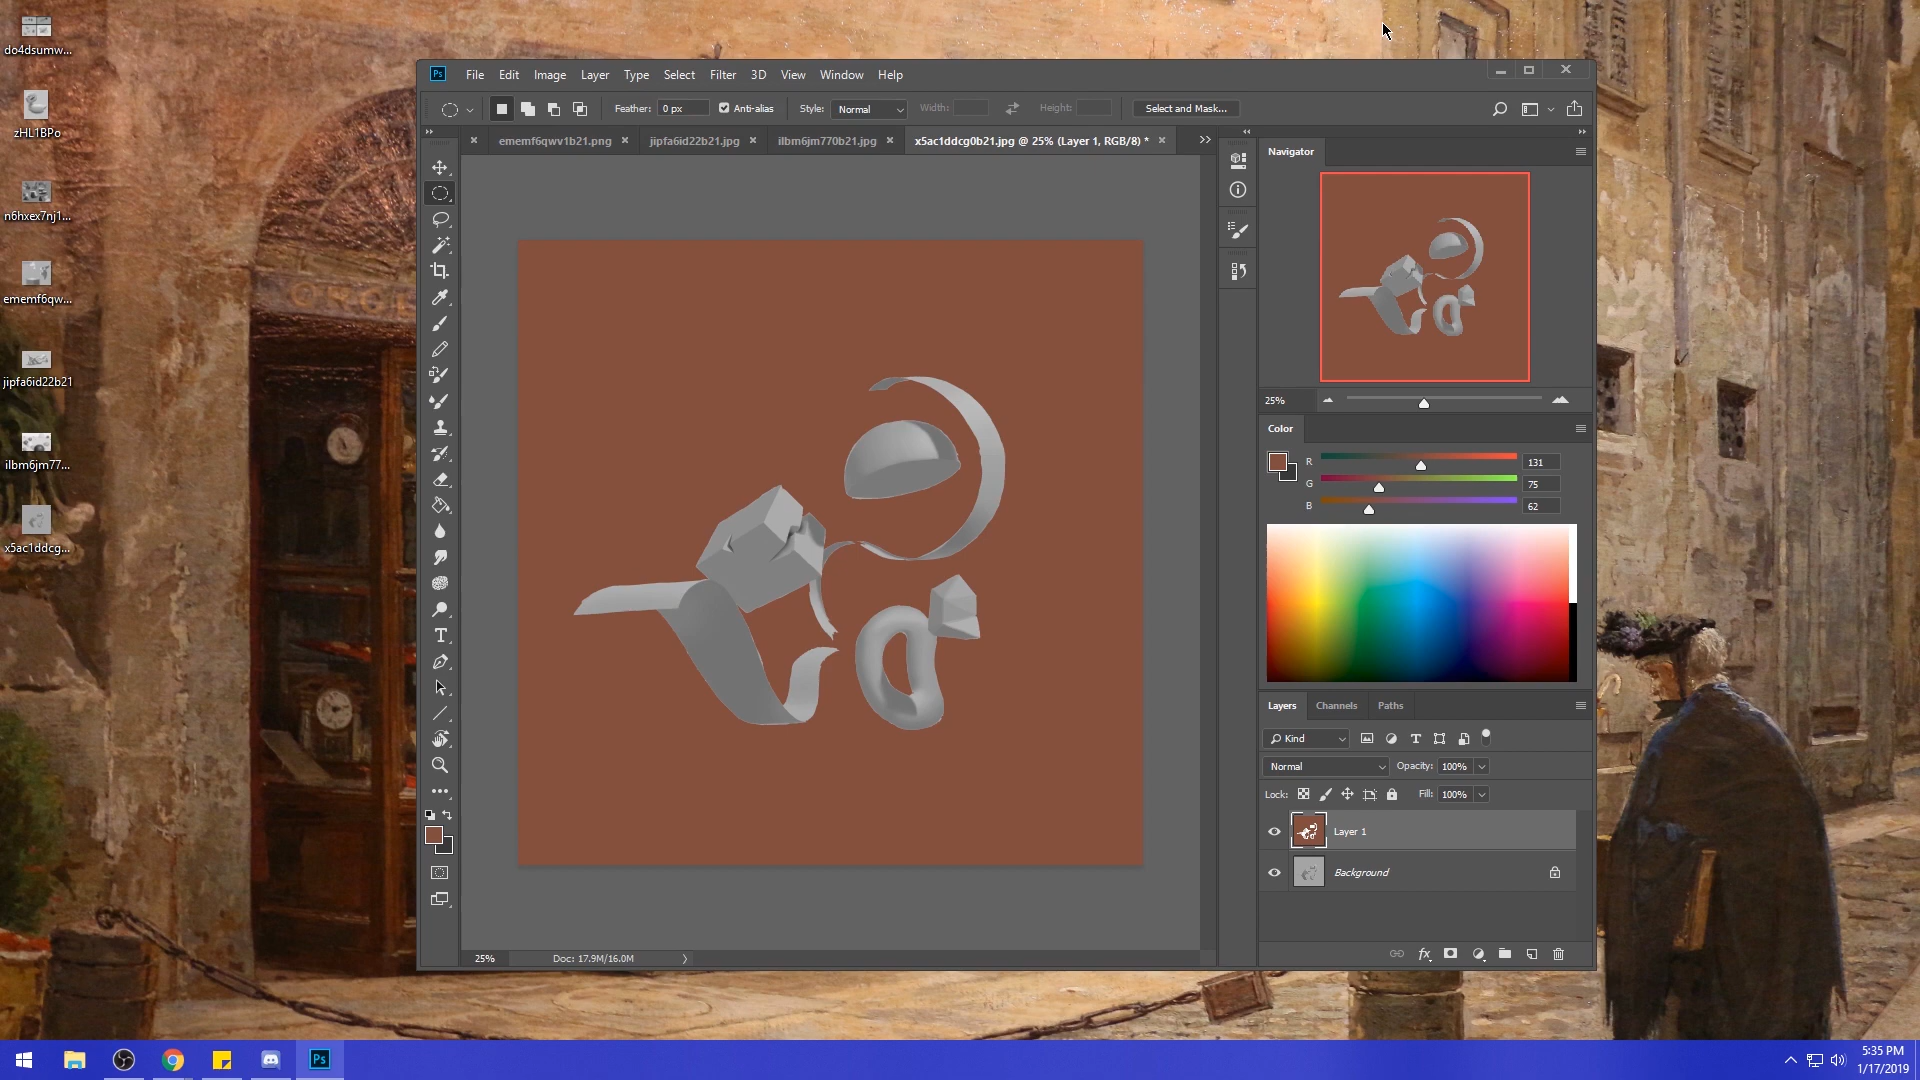 do4dsumw...
zHL1BPo
n6hxex7nj1...
ememf6qw...
jipfa6id22b21
ilbm6jm77...
x5ac1ddcg...
Ps
File Edit Image Layer Type Select Filter 3D View Window Help
Feather: 0 px Anti-alias Style: Normal Width: Height: Select and Mask...
ememf6qwv1b21.png jipfa6id22b21.jpg ilbm6jm770b21.jpg x5ac1ddcg0b21.jpg @ 25% (Layer 1, RGB/8) *
Navigator
25%
Color
R 131
G 75
B 62
Layers Channels Paths
Kind
Normal Opacity: 100%
Lock: Fill: 100%
Layer 1
Background
25% Doc: 17.9M/16.0M
Ps
5:35 PM
1/17/2019